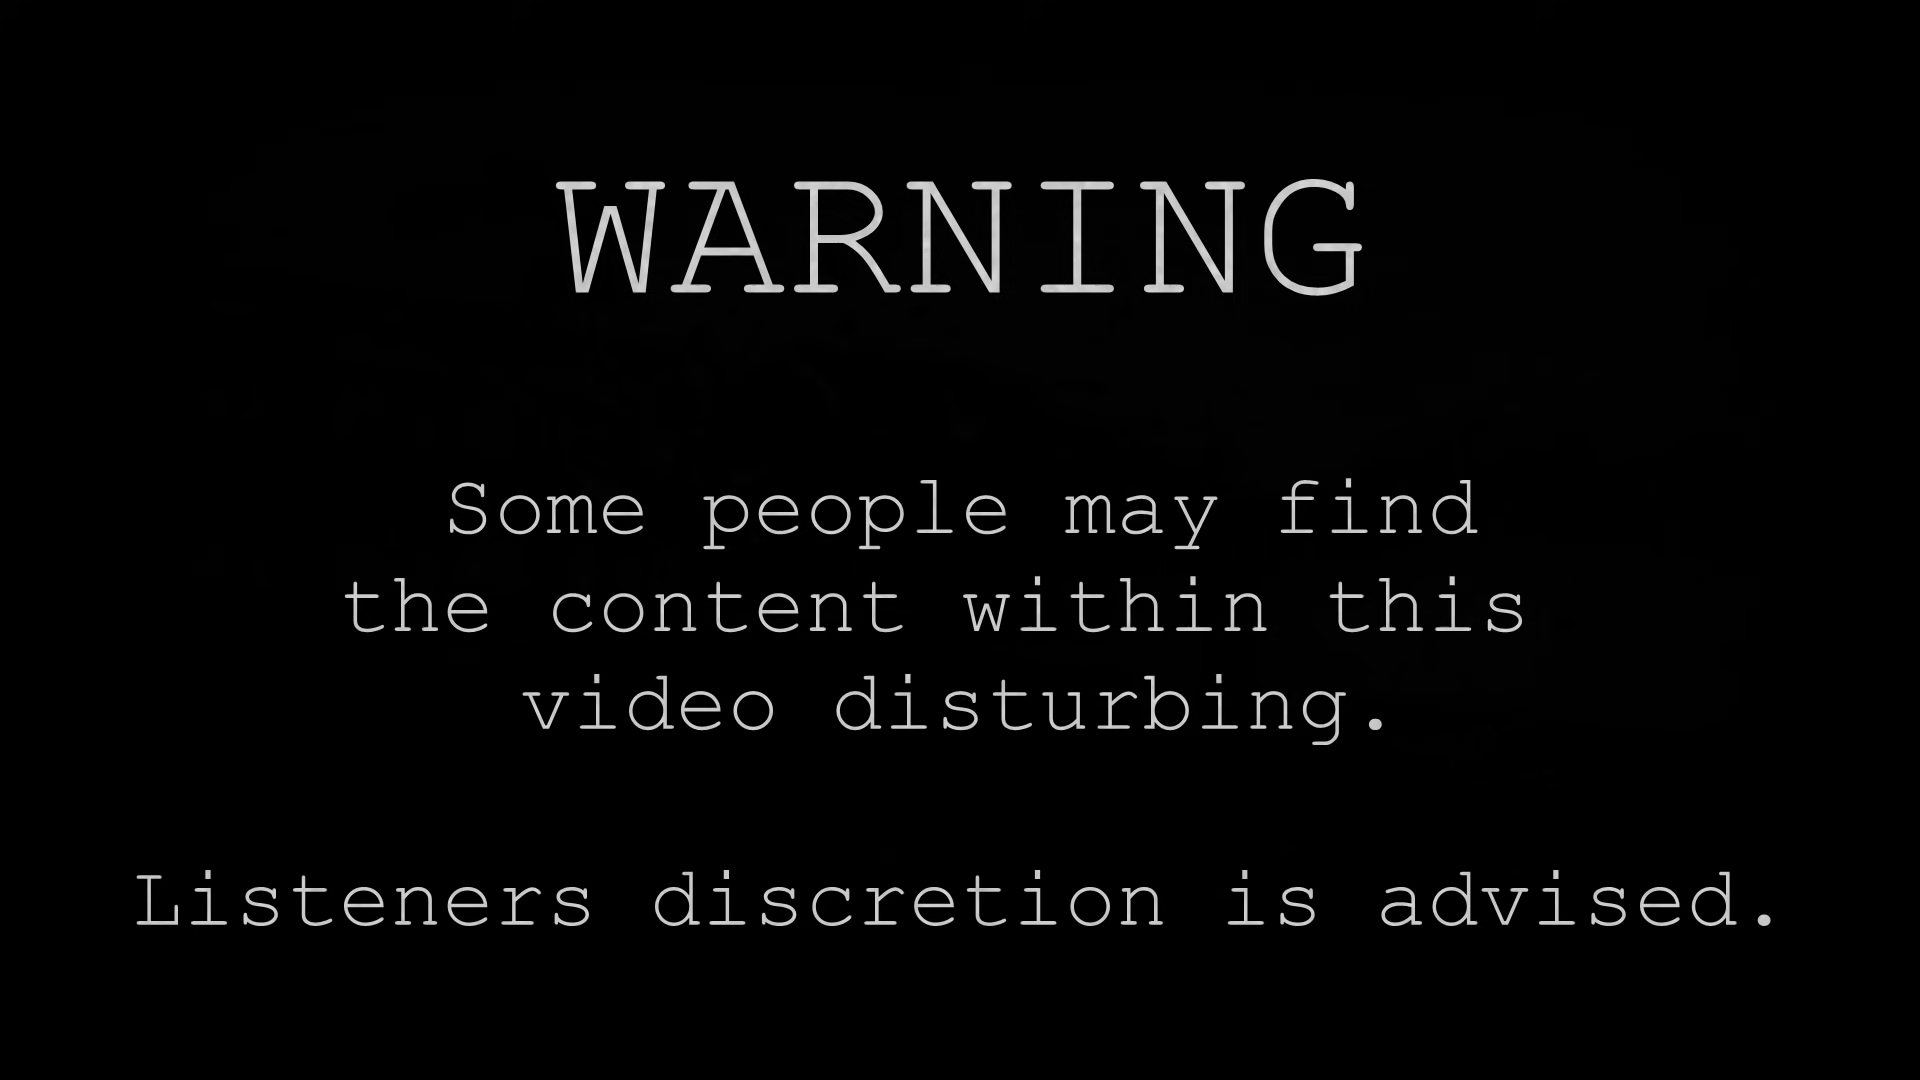 WARNING
Some people may find
the content within this
video disturbing.
Listeners discretion is advised.